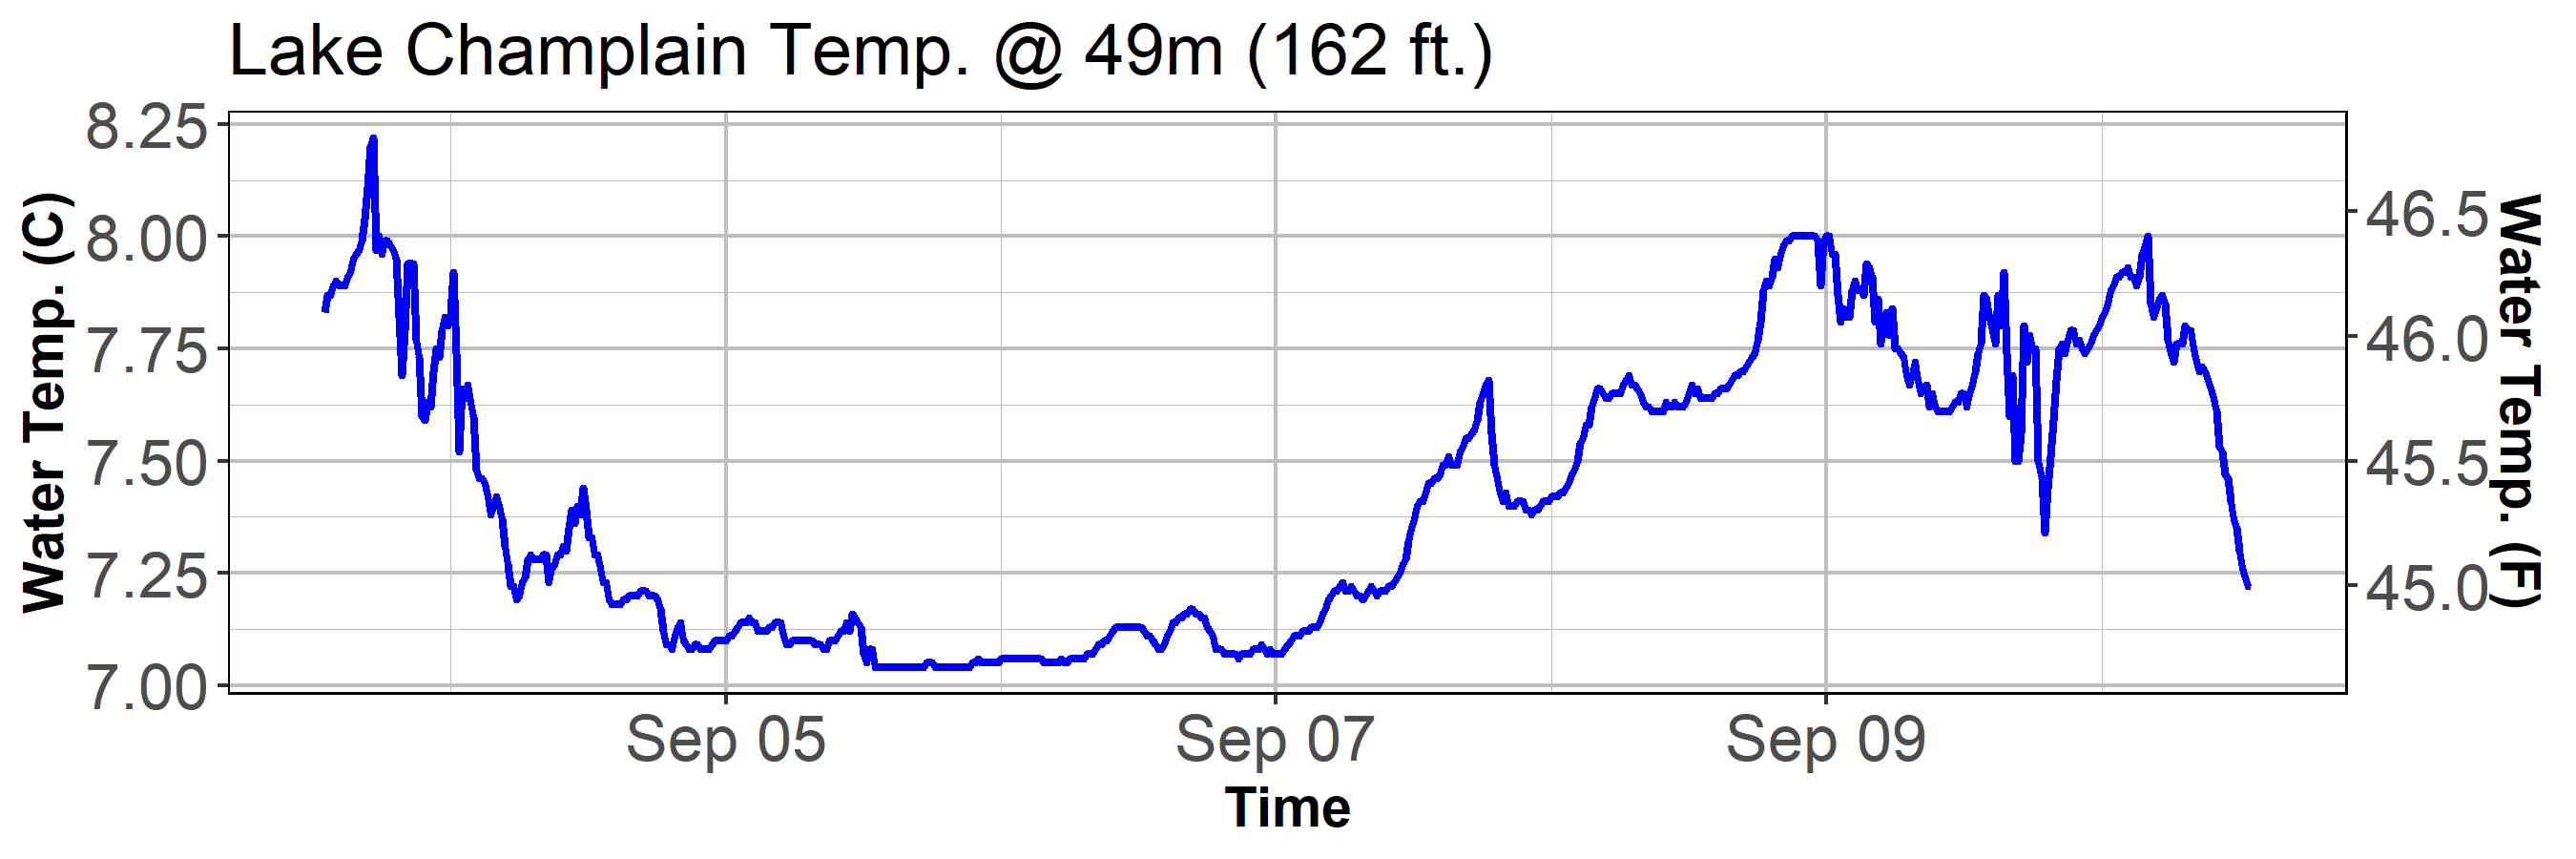 Lake Champlain Temp. @ 49m (162 ft.)
Water Temp. (C)
8.25
8.00
7.75
7.50
7.25
7.00
46.5
46.0
45.5
45.0
Water Temp. (F)
Sep 05 Sep 07 Sep 09
Time